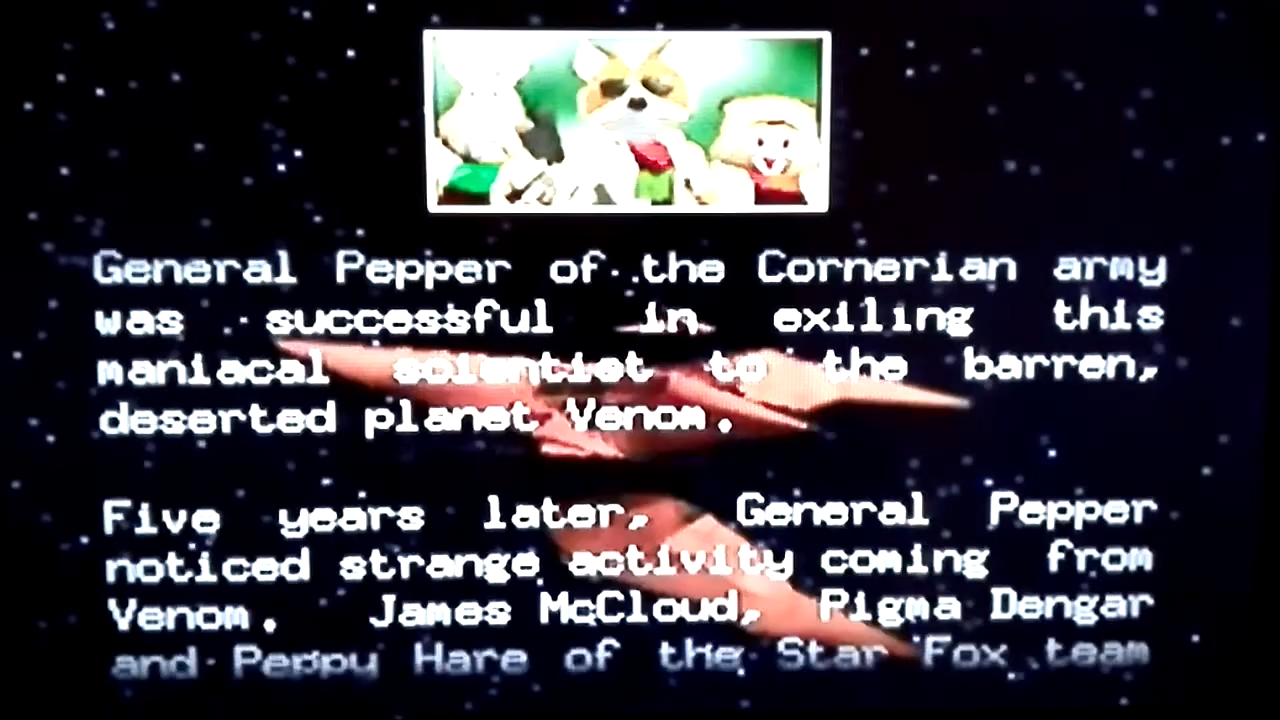 General Pepper of the Cornerian army
was successful in exiling this
maniacal scientist to the barren,
deserted planet Venom.
Five years later, General Pepper
noticed strange activity coming from
Venom. James McCloud, Pigma Dengar
and Peppy Hare of the Star Fox team